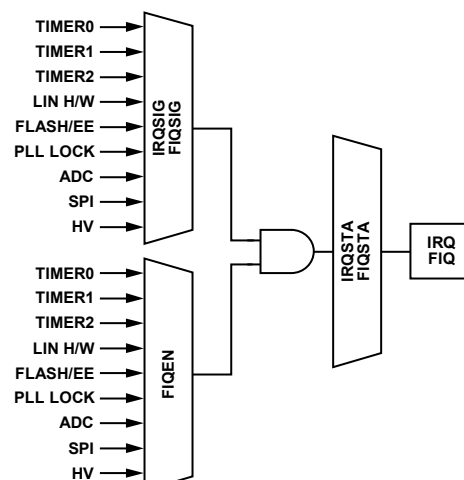 TIMER0
TIMER1
TIMER2
LIN H/W
FLASH/EE
PLL LOCK
ADC
SPI
HV
IRQSIG
FIQSIG
TIMER0
TIMER1
TIMER2
LIN H/W
FLASH/EE
PLL LOCK
ADC
SPI
HV
FIQEN
IRQSTA
FIQSTA
IRQ
FIQ